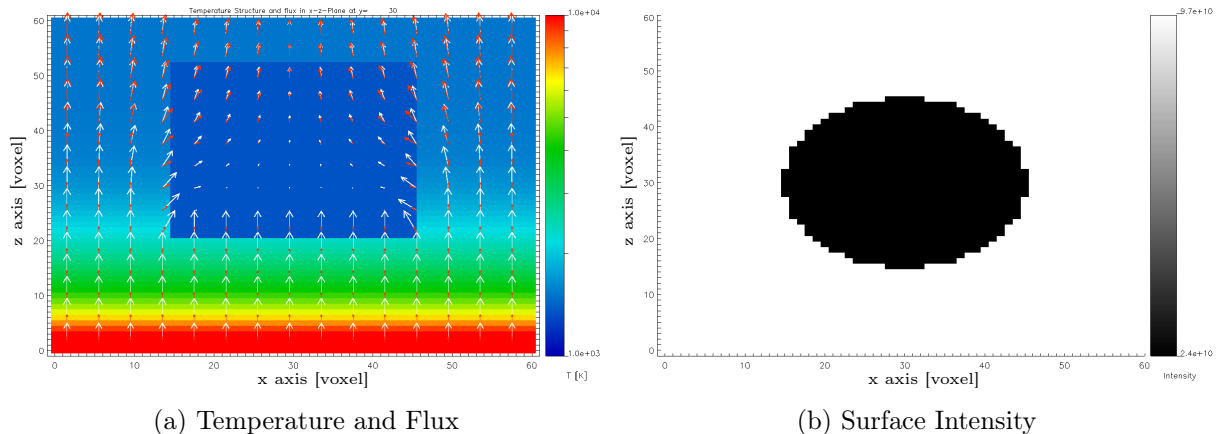 Temperature Structure and flux in x-z-Plane at y= 30
1.0e+04
60
50
40
30
20
10
0
z axis [voxel]
0 10 20 30 40 50 60
x axis [voxel]
1.0e+03
T [K]
(a) Temperature and Flux
9.7e+10
60
50
40
30
20
10
0
z axis [voxel]
0 10 20 30 40 50 60
x axis [voxel]
2.4e+10
Intensity
(b) Surface Intensity